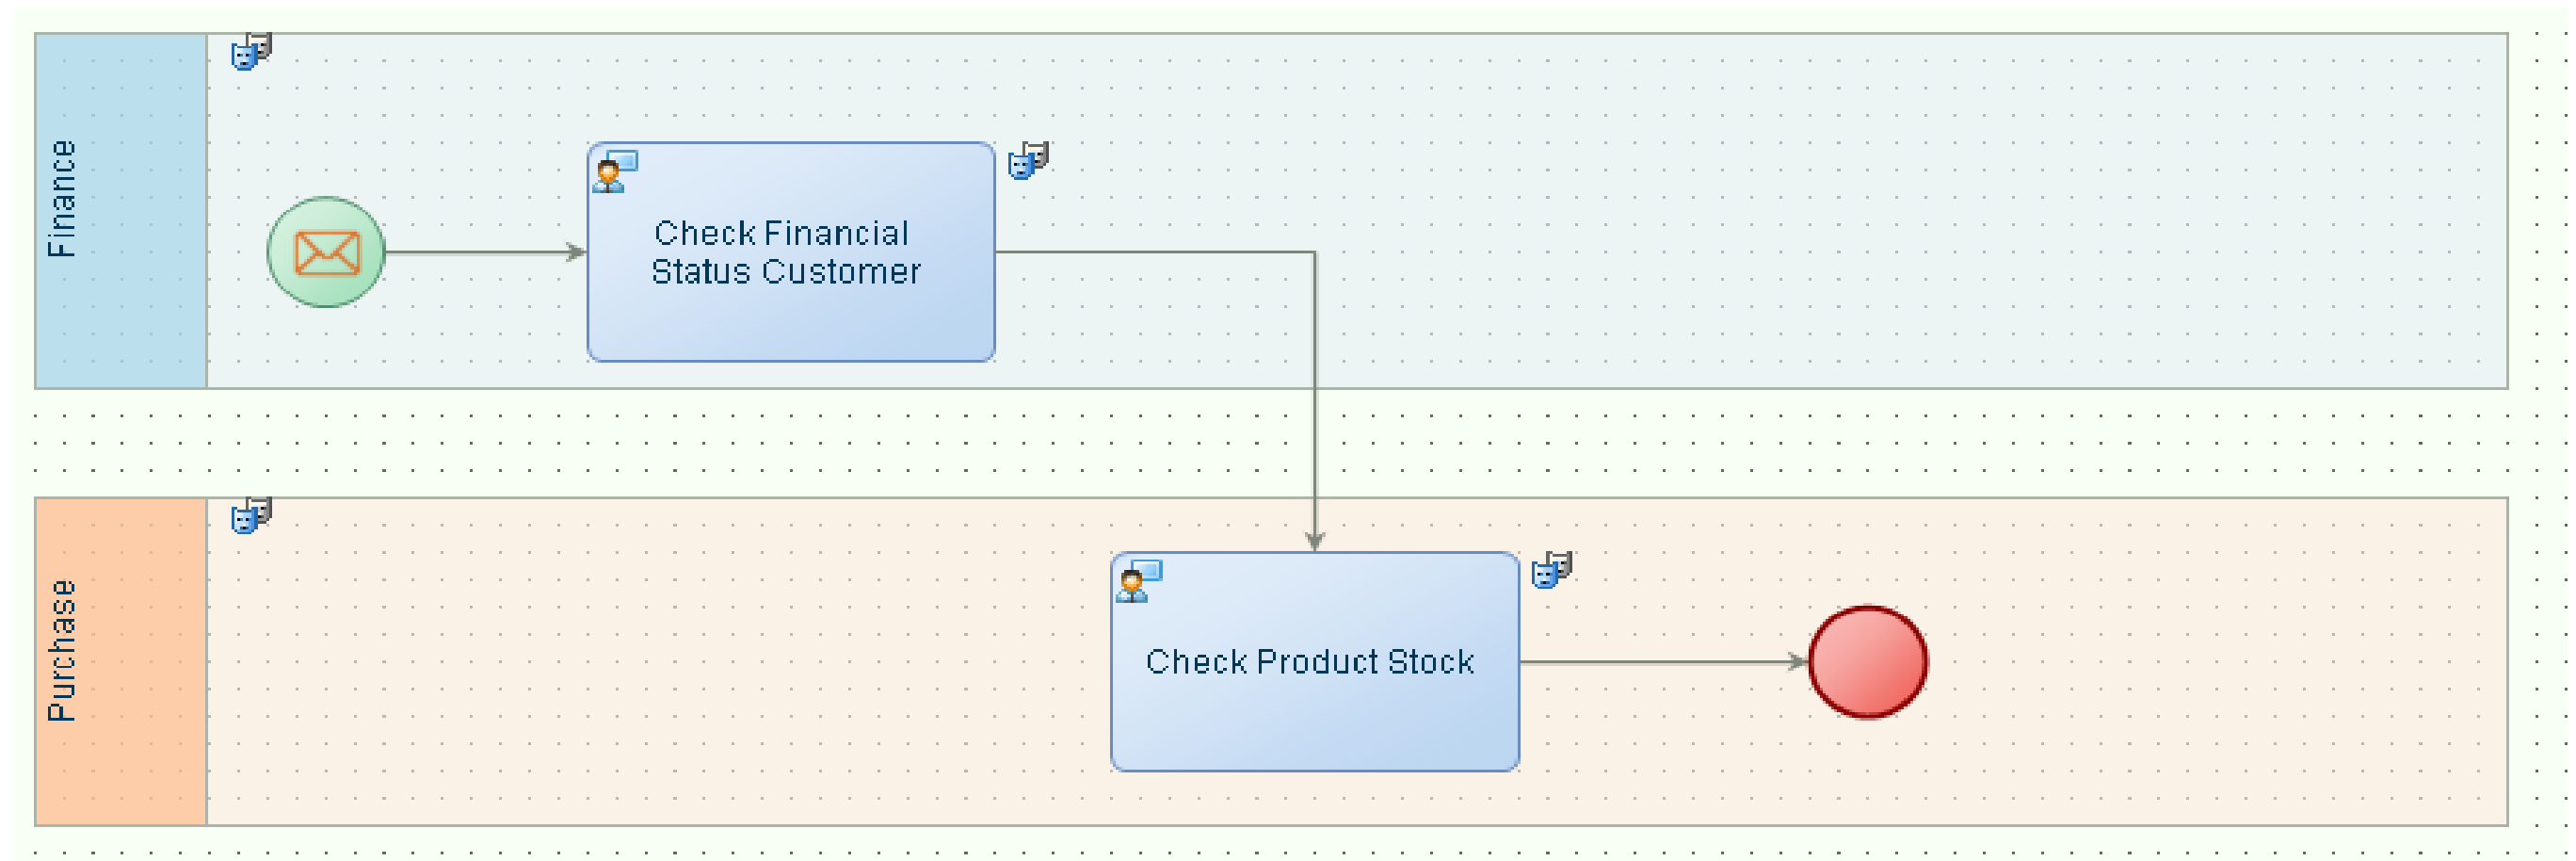 Finance
Check Financial
Status Customer
Purchase
Check Product Stock